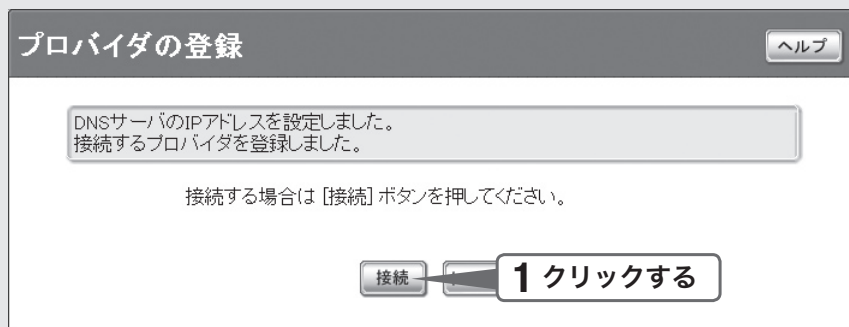 プロバイダの登録
ヘルプ
DNSサーバのIPアドレスを設定しました。
接続するプロバイダを登録しました。
接続する場合は [接続] ボタンを押してください。
接続
1 クリックする